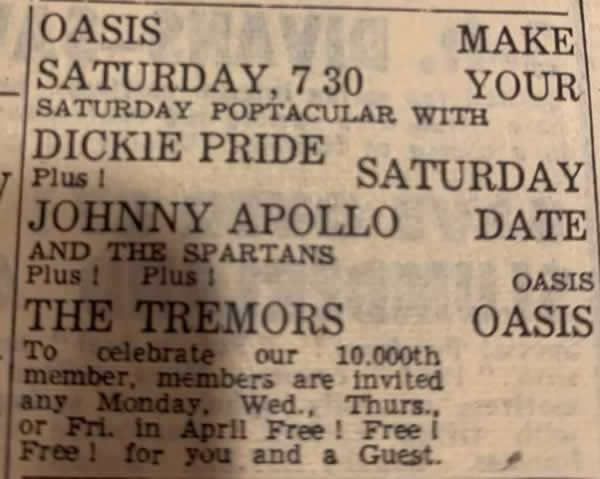 OASIS MAKE
SATURDAY, 7 30 YOUR
SATURDAY POPTACULAR WITH
DICKIE PRIDE
Plus ! SATURDAY
JOHNNY APOLLO DATE
AND THE SPARTANS
Plus ! Plus ! OASIS
THE TREMORS OASIS
To celebrate our 10.000th
member, members are invited
any Monday, Wed., Thurs.,
or Fri. in April Free ! Free !
Free ! for you and a Guest.